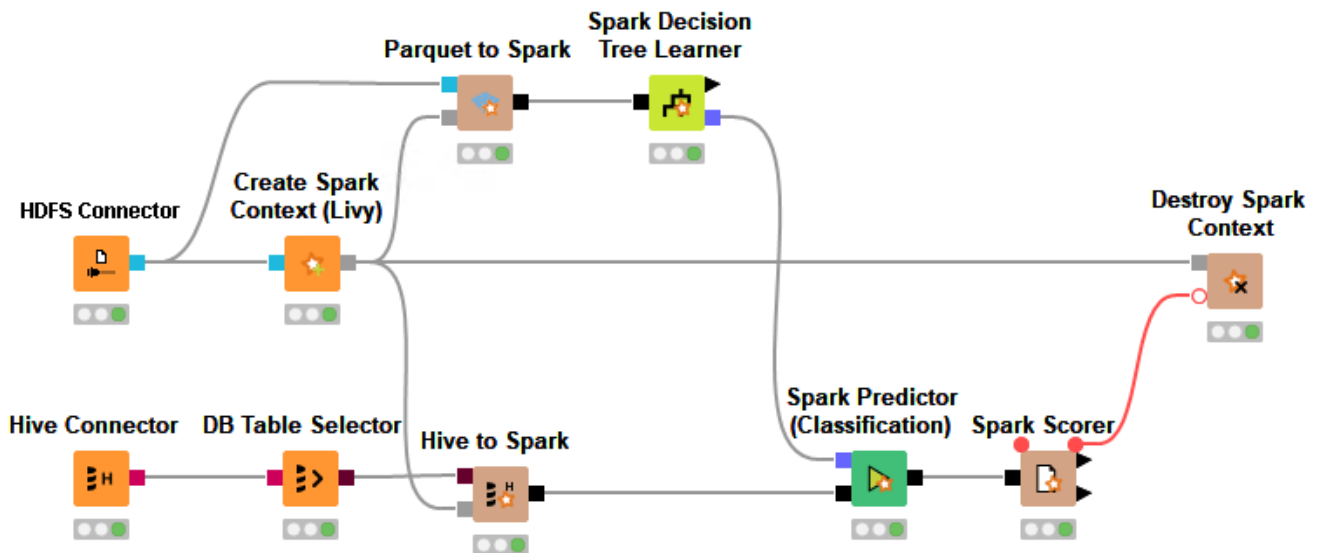 Spark Decision
Tree Learner
Parquet to Spark
Create Spark
Context (Livy)
HDFS Connector
Destroy Spark
Context
Hive Connector
DB Table Selector
Hive to Spark
H
H
Spark Predictor
(Classification)
Spark Scorer